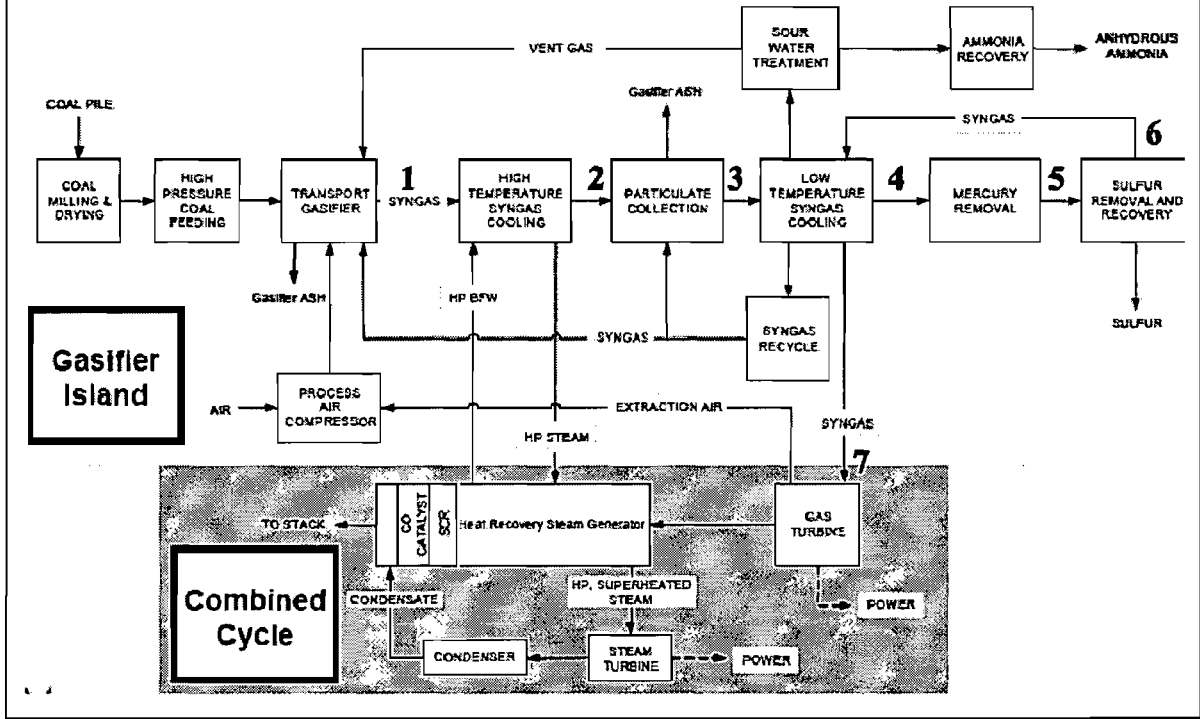 SOUR
WATER
TREATMENT
AMMONIA
RECOVERY
ANHYDROUS
AMMONIA
VENT GAS
COAL PILE
Gasifier ASH
SYNGAS
6
COAL
MILLING &
DRYING
HIGH
PRESSURE
COAL
FEEDING
TRANSPORT
GASIFIER
1
SYNGAS
HIGH
TEMPERATURE
SYNGAS
COOLING
2
PARTICULATE
COLLECTION
3
LOW
TEMPERATURE
SYNGAS
COOLING
4
MERCURY
REMOVAL
5
SULFUR
REMOVAL AND
RECOVERY
Gasifier ASH
HP BFW
SYNGAS
SYNGAS
RECYCLE
SULFUR
Gasifier
Island
AIR
PROCESS
AIR
COMPRESSOR
EXTRACTION AIR
HP STEAM
SYNGAS
7
TO STACK
CO
CATALYST
SCR
Heat Recovery Steam Generator
GAS
TURBINE
Combined
Cycle
CONDENSATE
HP, SUPERHEATED
STEAM
POWER
CONDENSER
STEAM
TURBINE
POWER